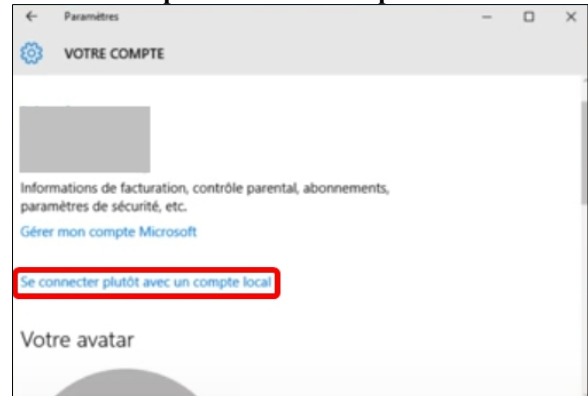 Paramètres
VOTRE COMPTE
Informations de facturation, contrôle parental, abonnements,
paramètres de sécurité, etc.
Gérer mon compte Microsoft
Se connecter plutôt avec un compte local
Votre avatar